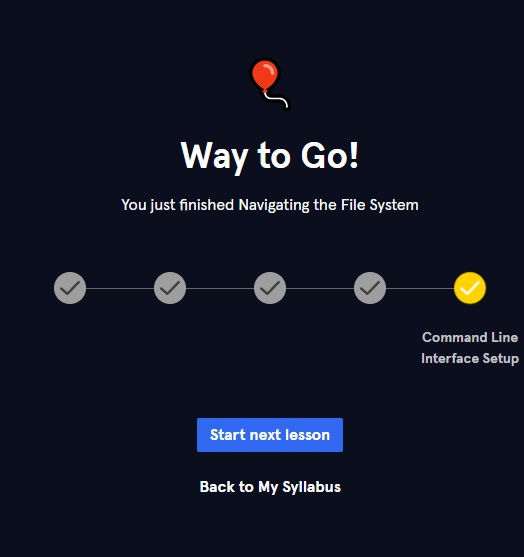 Way to Go!
You just finished Navigating the File System
Command Line
Interface Setup
Start next lesson
Back to My Syllabus